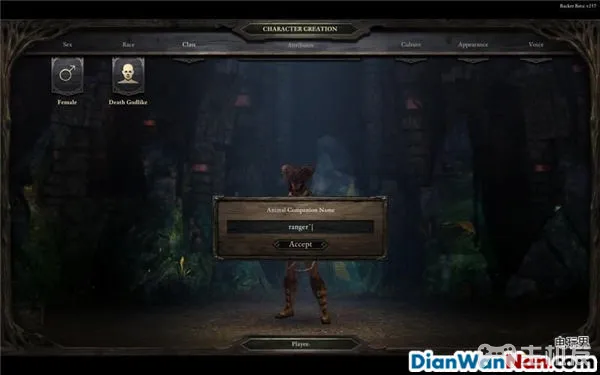 Backer Beta: v257
CHARACTER CREATION
Sex
Race
Class
Attributes
Culture
Appearance
Voice
Female
Death Godlike
Animal Companion Name
ranger'|
Accept
Player:
电玩男
DianWanNan.com